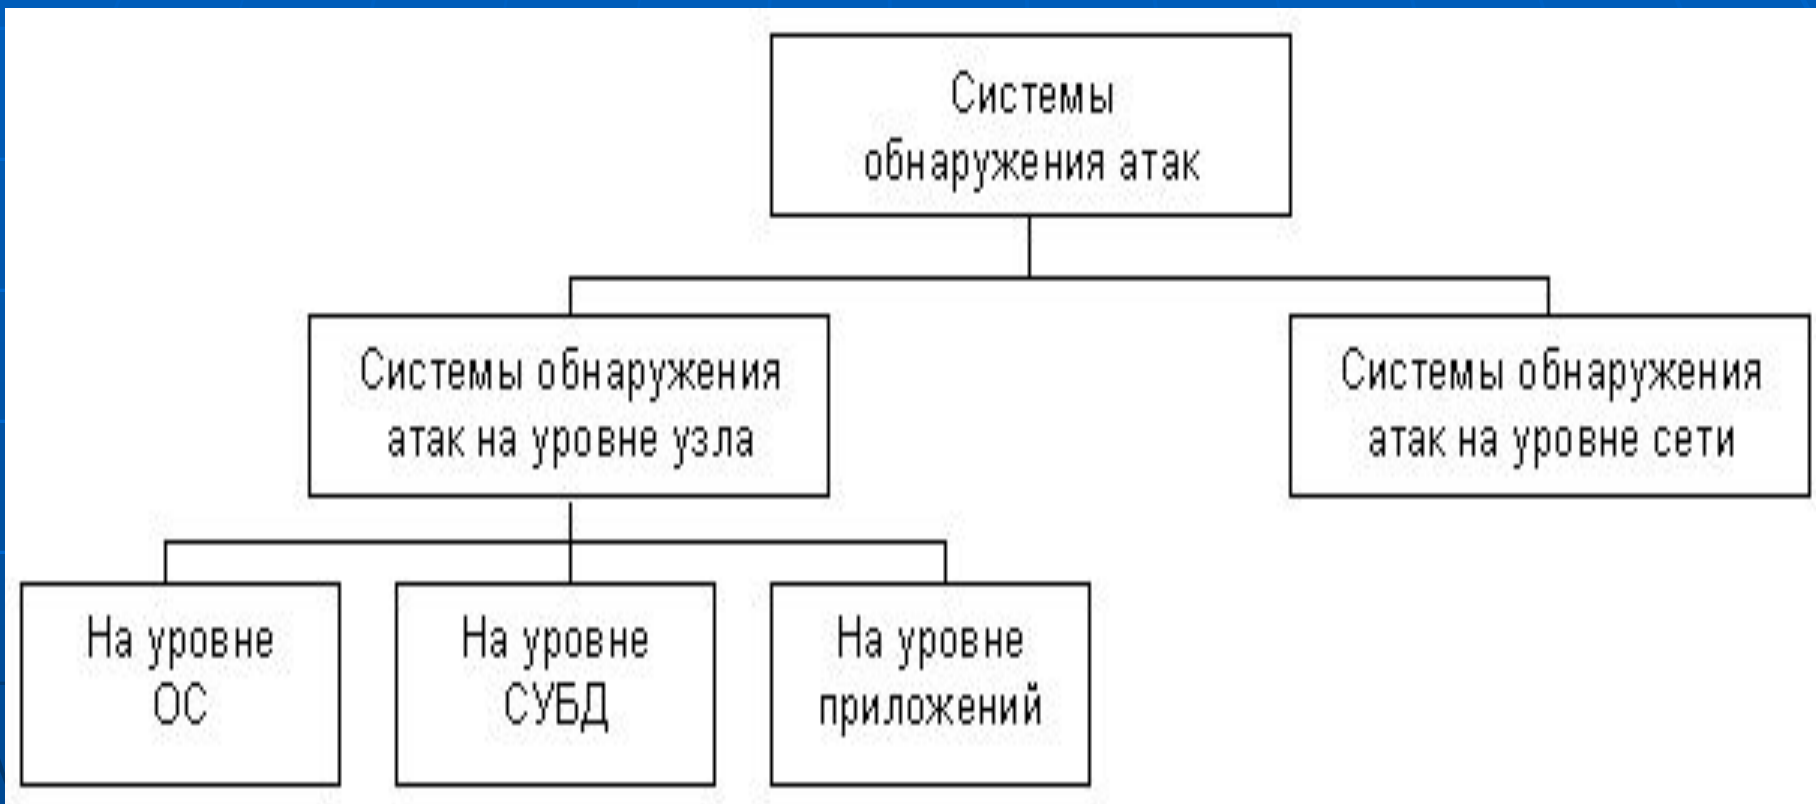 Системы
обнаружения атак
Системы обнаружения
атак на уровне узла
Системы обнаружения
атак на уровне сети
На уровне
ОС
На уровне
СУБД
На уровне
приложений